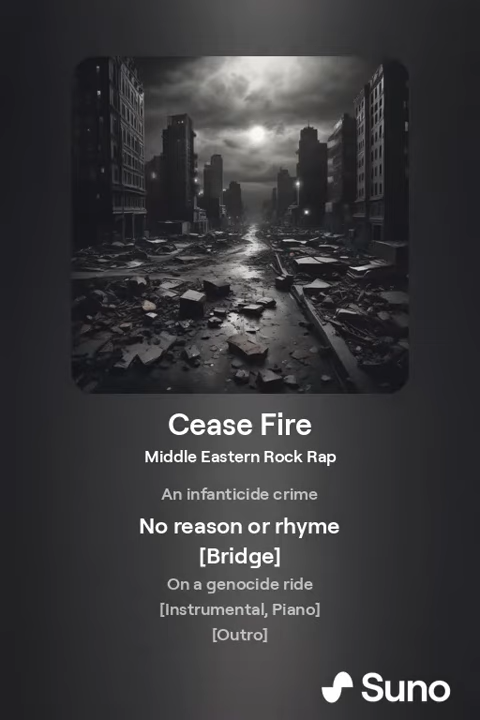 Cease Fire
Middle Eastern Rock Rap
An infanticide crime
No reason or rhyme
[Bridge]
On a genocide ride
[Instrumental, Piano]
[Outro]
Suno